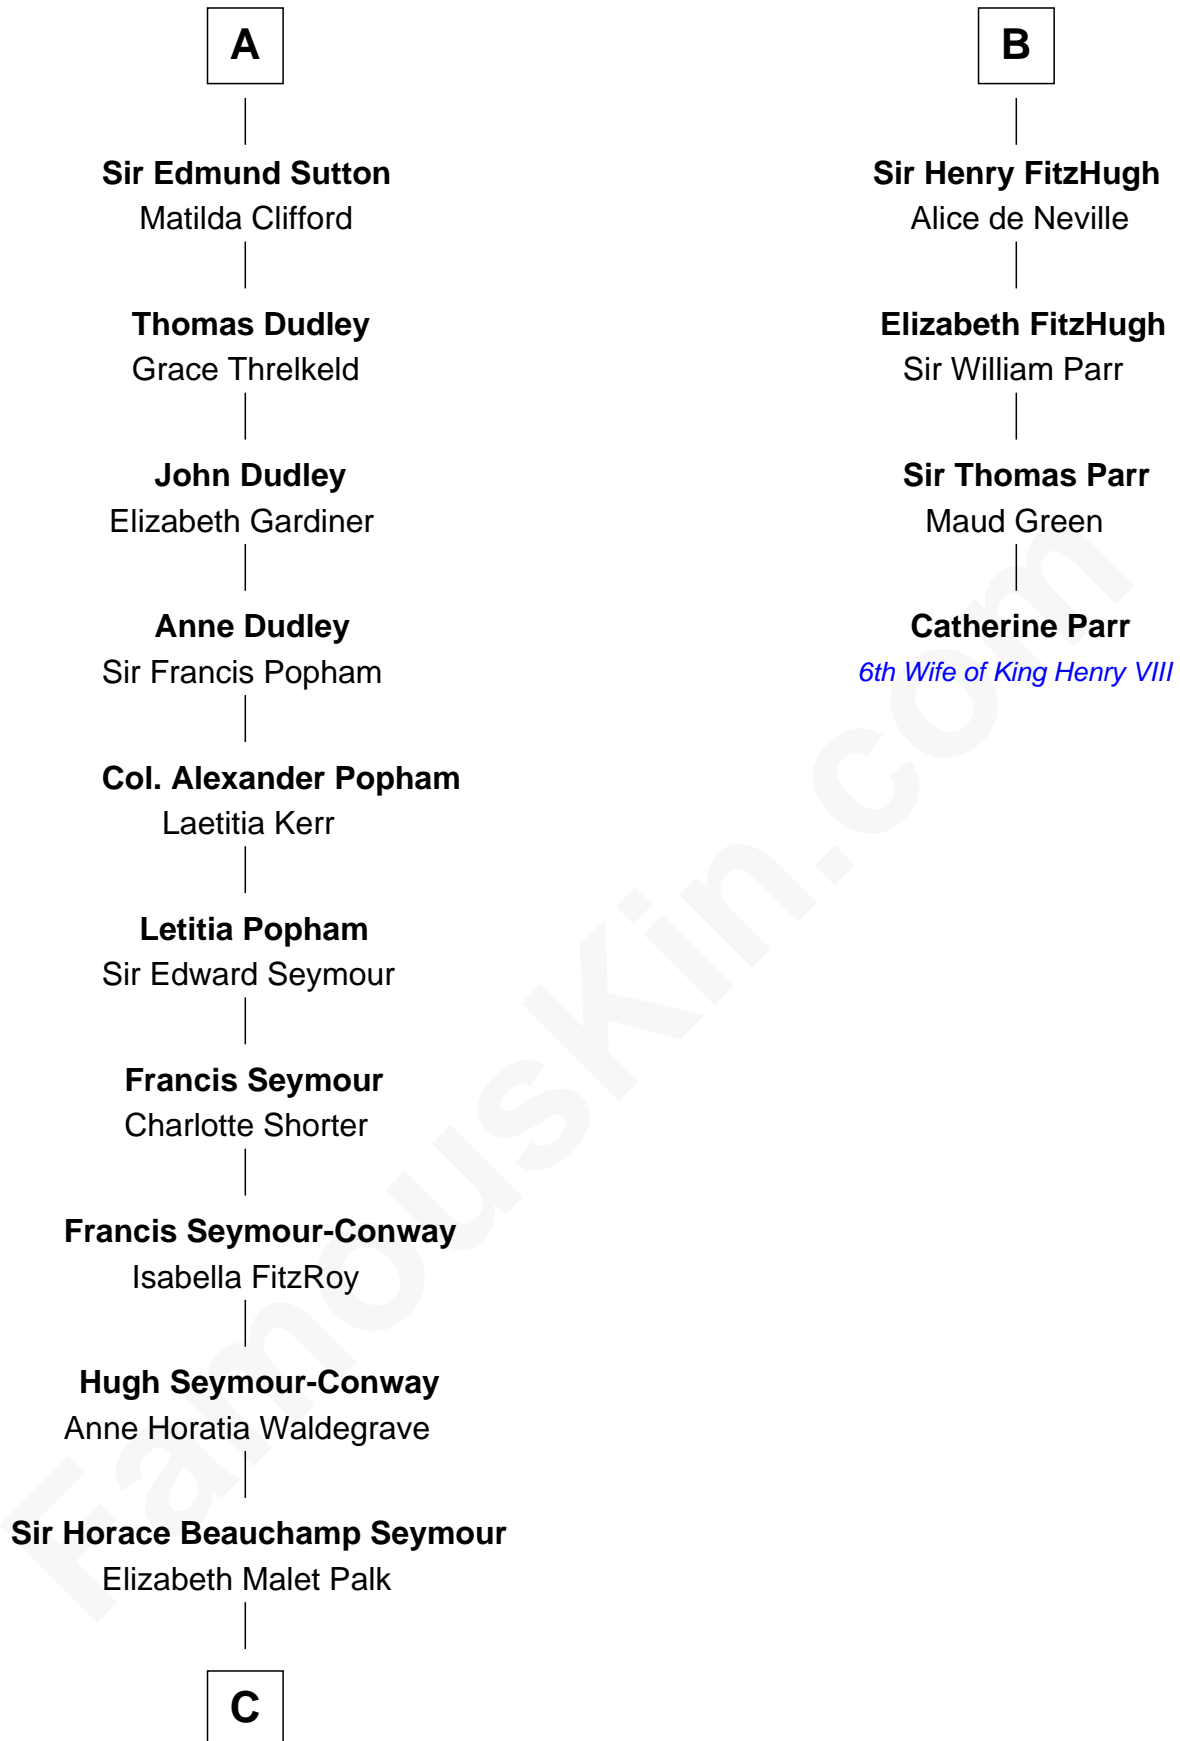 A
Sir Edmund Sutton
Matilda Clifford
Thomas Dudley
Grace Threlkeld
John Dudley
Elizabeth Gardiner
Anne Dudley
Sir Francis Popham
Col. Alexander Popham
Laetitia Kerr
Letitia Popham
Sir Edward Seymour
Francis Seymour
Charlotte Shorter
Francis Seymour-Conway
Isabella FitzRoy
Hugh Seymour-Conway
Anne Horatia Waldegrave
Sir Horace Beauchamp Seymour
Elizabeth Malet Palk
C
B
Sir Henry FitzHugh
Alice de Neville
Elizabeth FitzHugh
Sir William Parr
Sir Thomas Parr
Maud Green
Catherine Parr
6th Wife of King Henry VIII
FamousKin.com